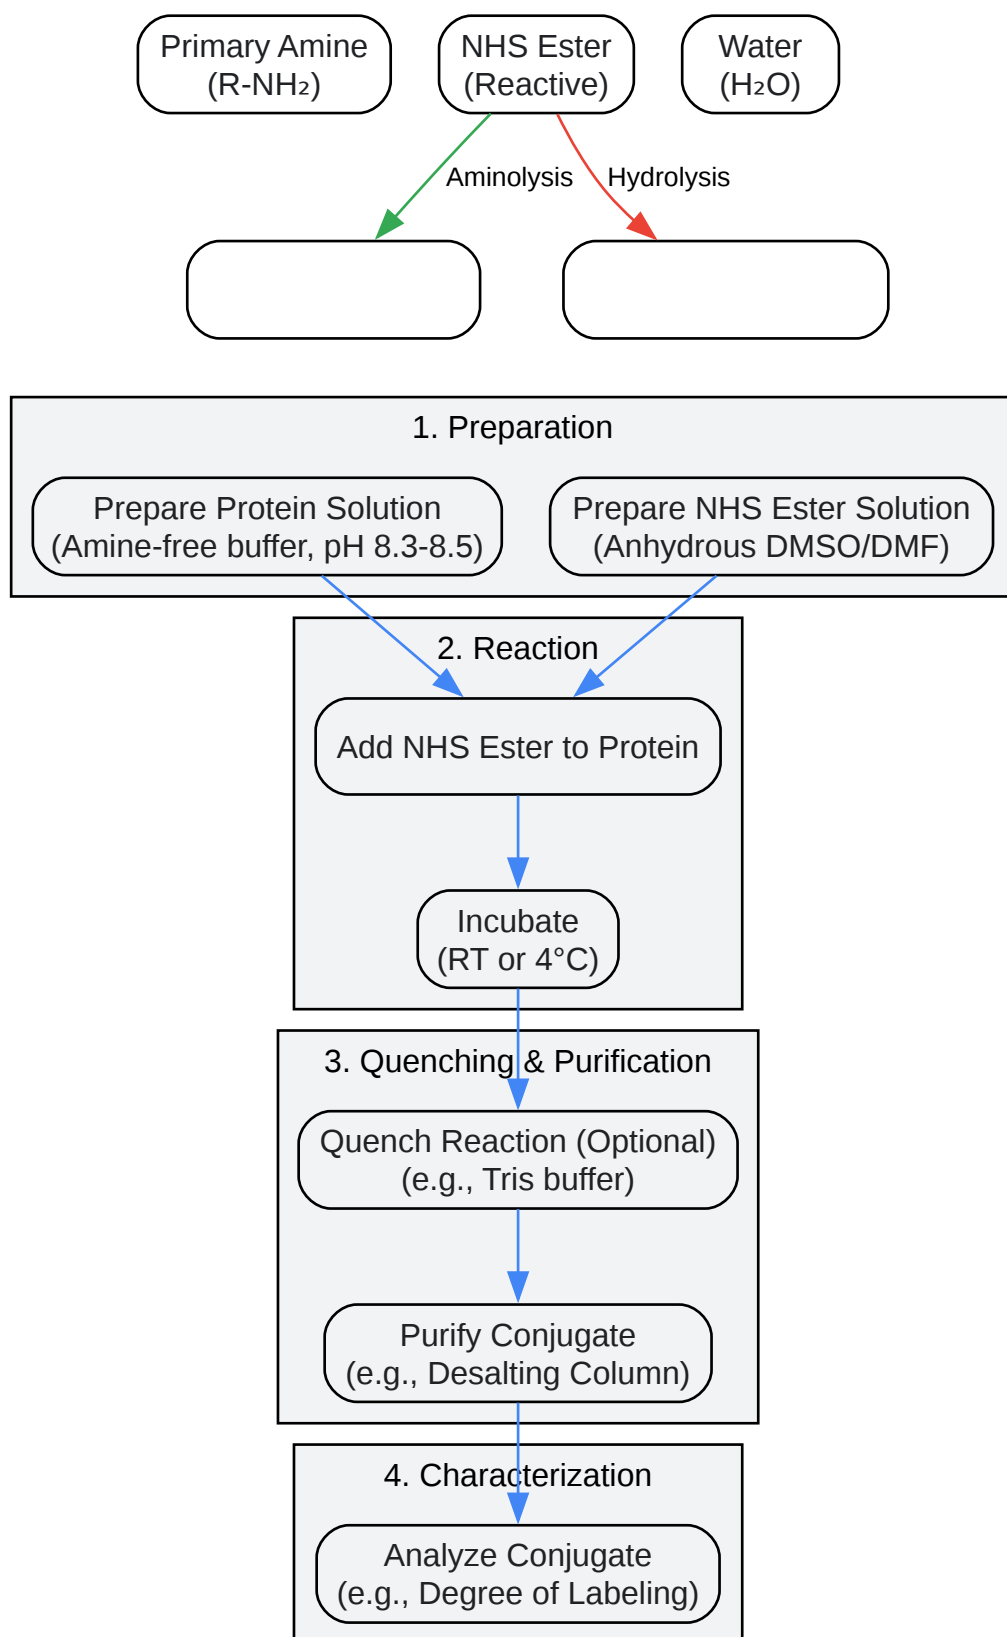 Primary Amine
(R-NH₂)
NHS Ester
(Reactive)
Water
(H₂O)
Aminolysis
Hydrolysis
1. Preparation
Prepare Protein Solution
(Amine-free buffer, pH 8.3-8.5)
Prepare NHS Ester Solution
(Anhydrous DMSO/DMF)
2. Reaction
Add NHS Ester to Protein
Incubate
(RT or 4°C)
3. Quenching & Purification
Quench Reaction (Optional)
(e.g., Tris buffer)
Purify Conjugate
(e.g., Desalting Column)
4. Characterization
Analyze Conjugate
(e.g., Degree of Labeling)